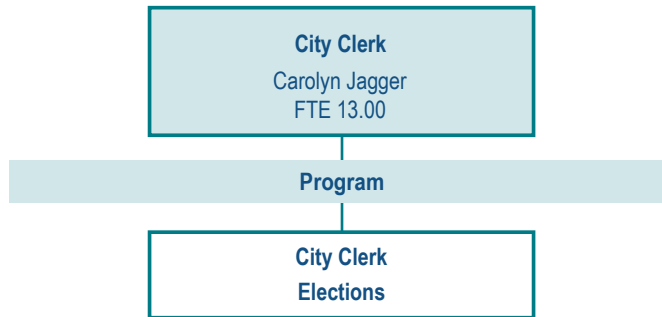 City Clerk
Carolyn Jagger
FTE 13.00
Program
City Clerk
Elections